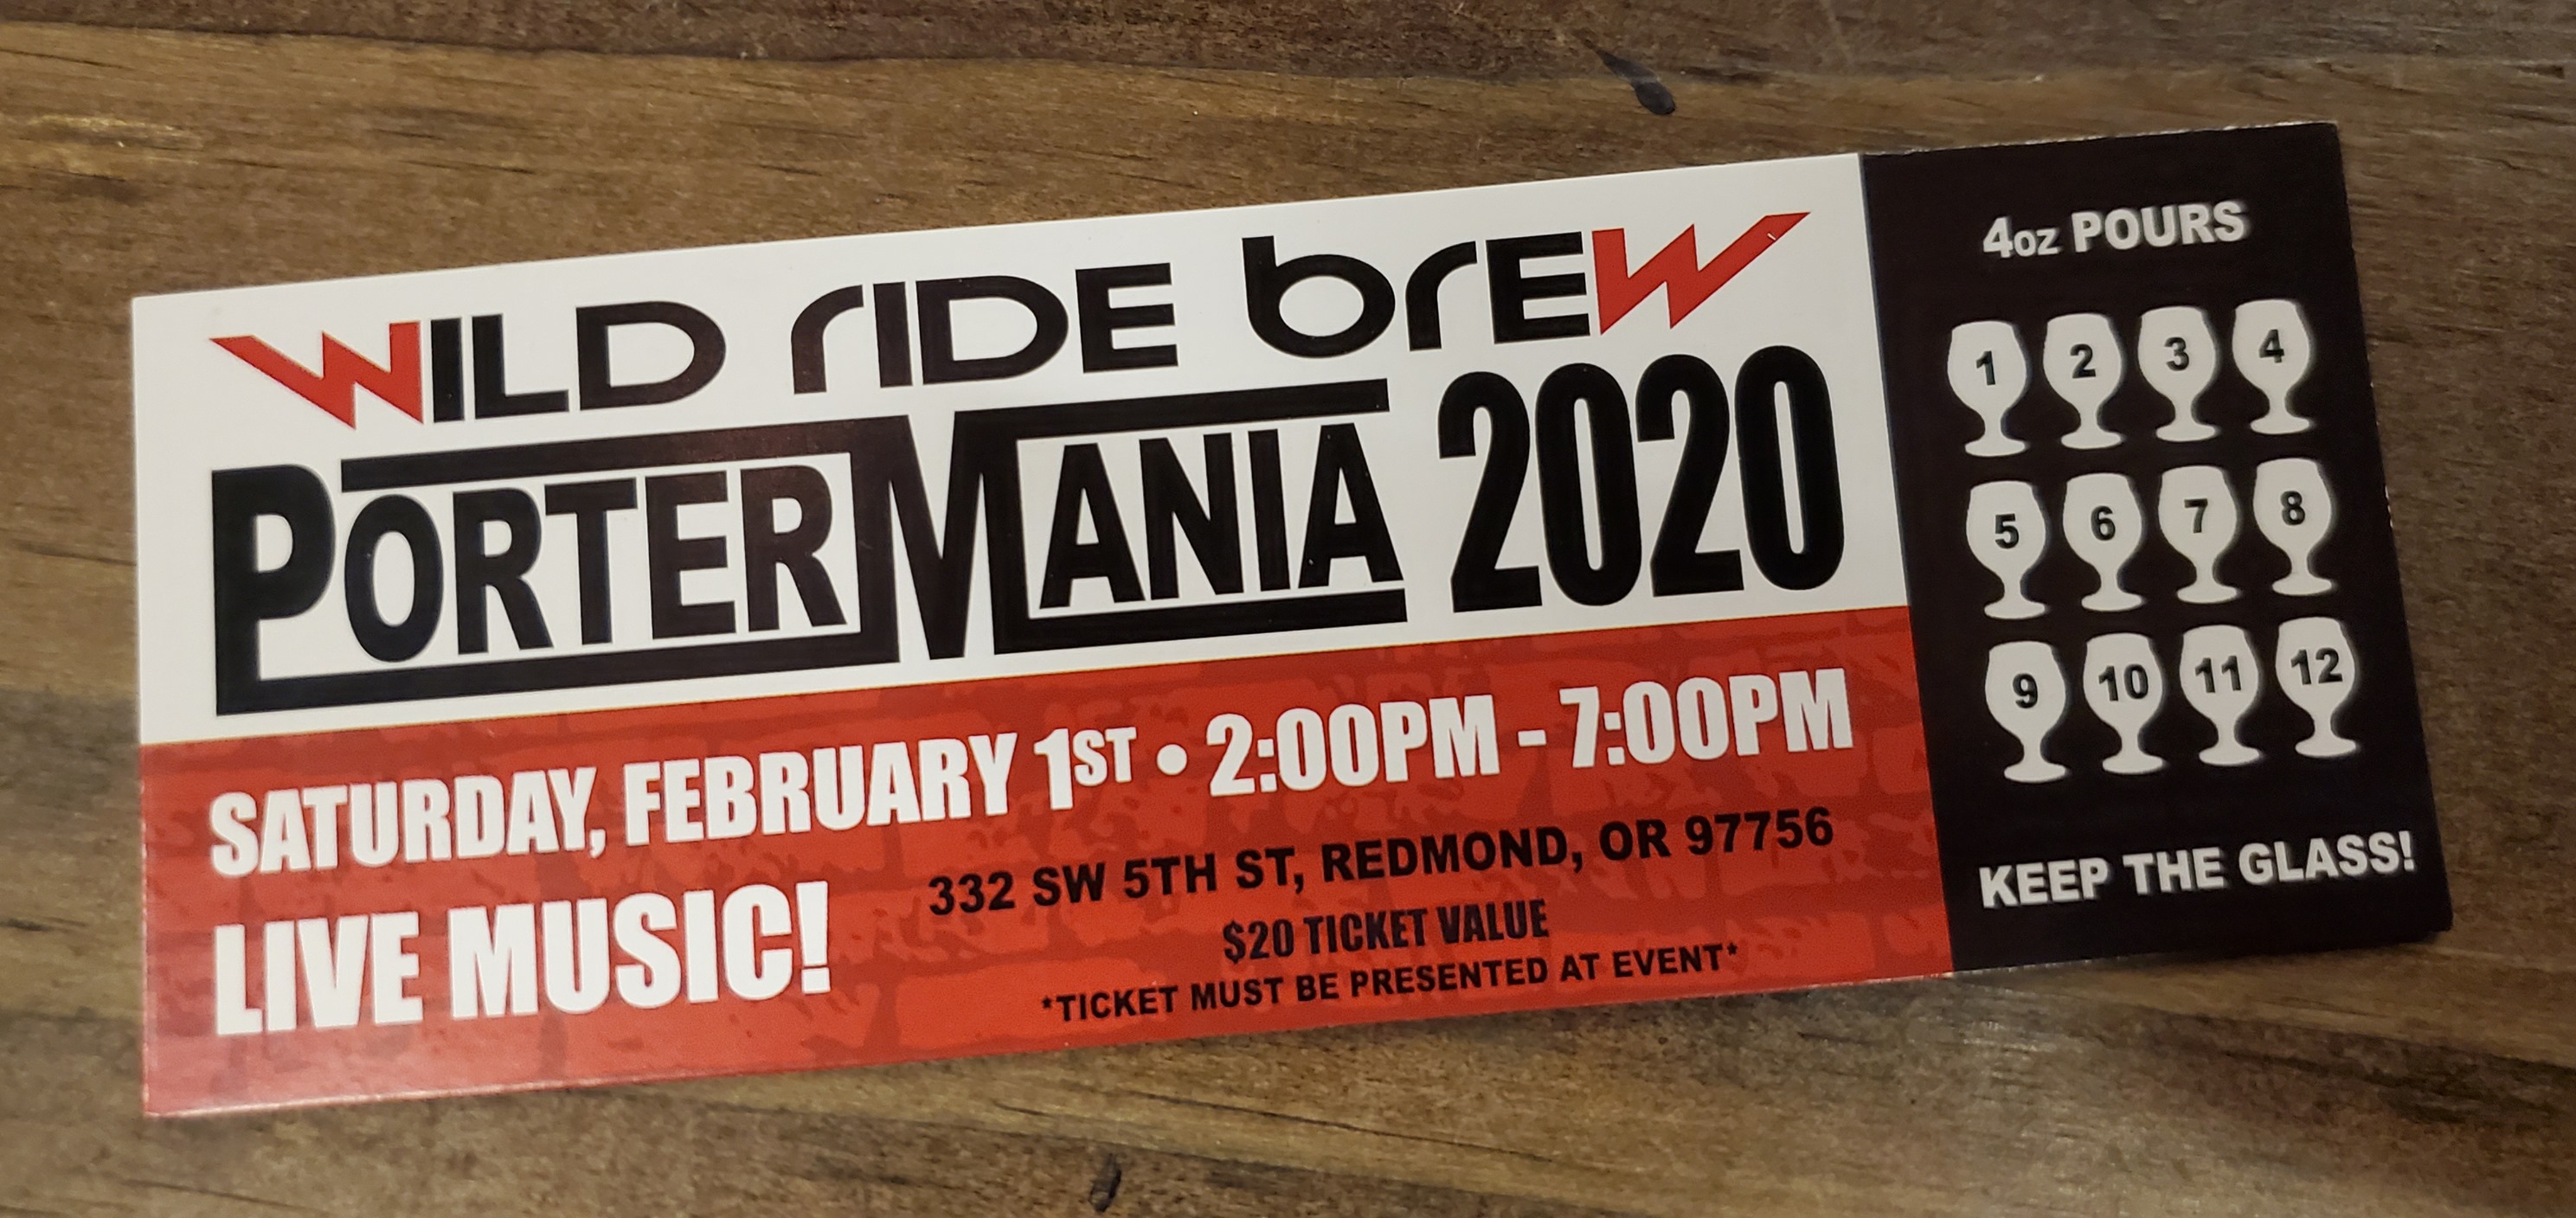 WILD RIDE BREW
PORTERMANIA 2020
SATURDAY, FEBRUARY 1ST • 2:00PM - 7:00PM
LIVE MUSIC!
332 SW 5TH ST, REDMOND, OR 97756
$20 TICKET VALUE
*TICKET MUST BE PRESENTED AT EVENT*
4oz POURS
1 2 3 4
5 6 7 8
9 10 11 12
KEEP THE GLASS!